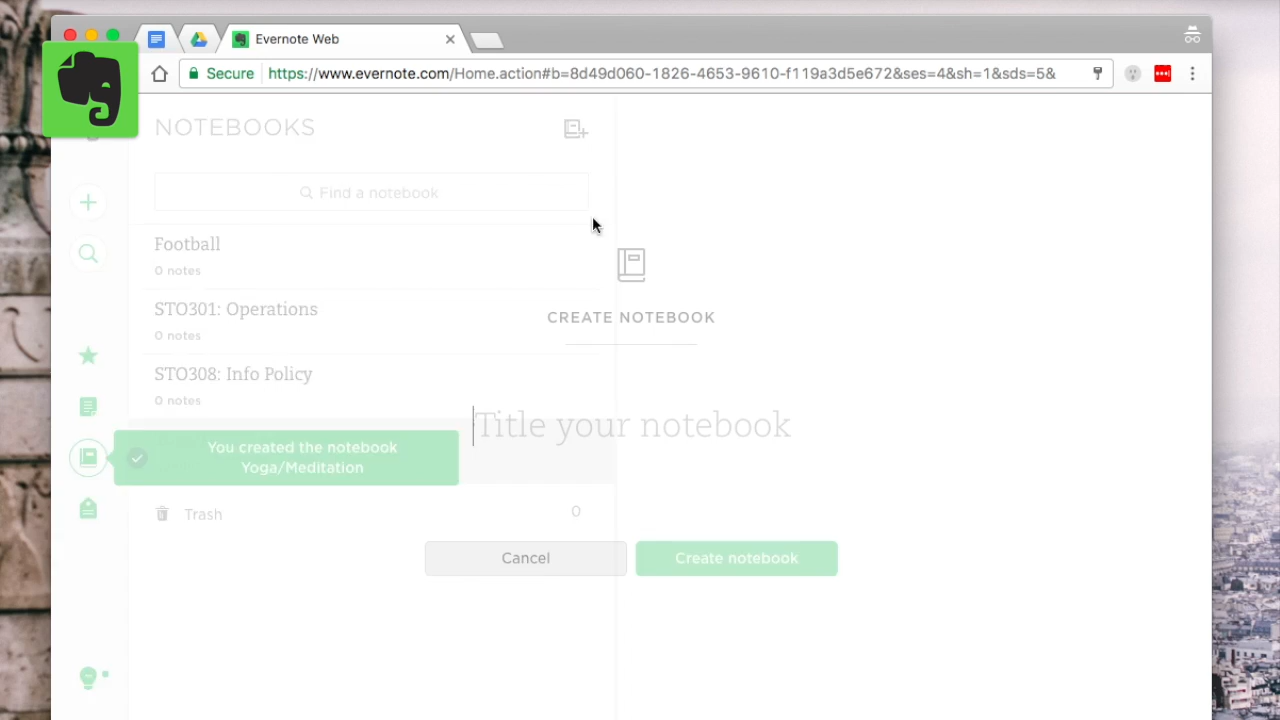 Evernote Web
Secure https://www.evernote.com/Home.action#b=8d49d060-1826-4653-9610-f119a3d5e672&ses=4&sh=1&sds=5&
NOTEBOOKS
Find a notebook
Football
0 notes
STO301: Operations
0 notes
CREATE NOTEBOOK
STO308: Info Policy
0 notes
Title your notebook
You created the notebook
Yoga/Meditation
Trash 0
Cancel Create notebook